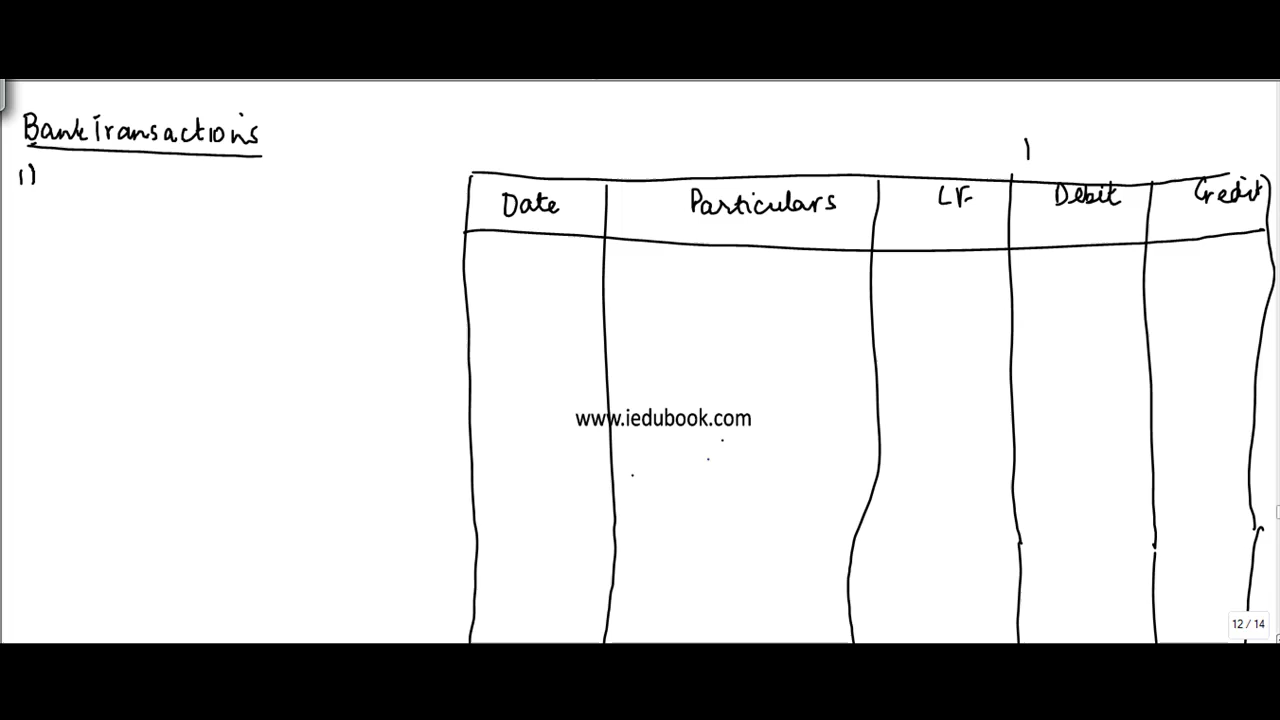 Bank Transactions
1)
Date Particulars LF Debit Credit
www.iedubook.com
12 / 14